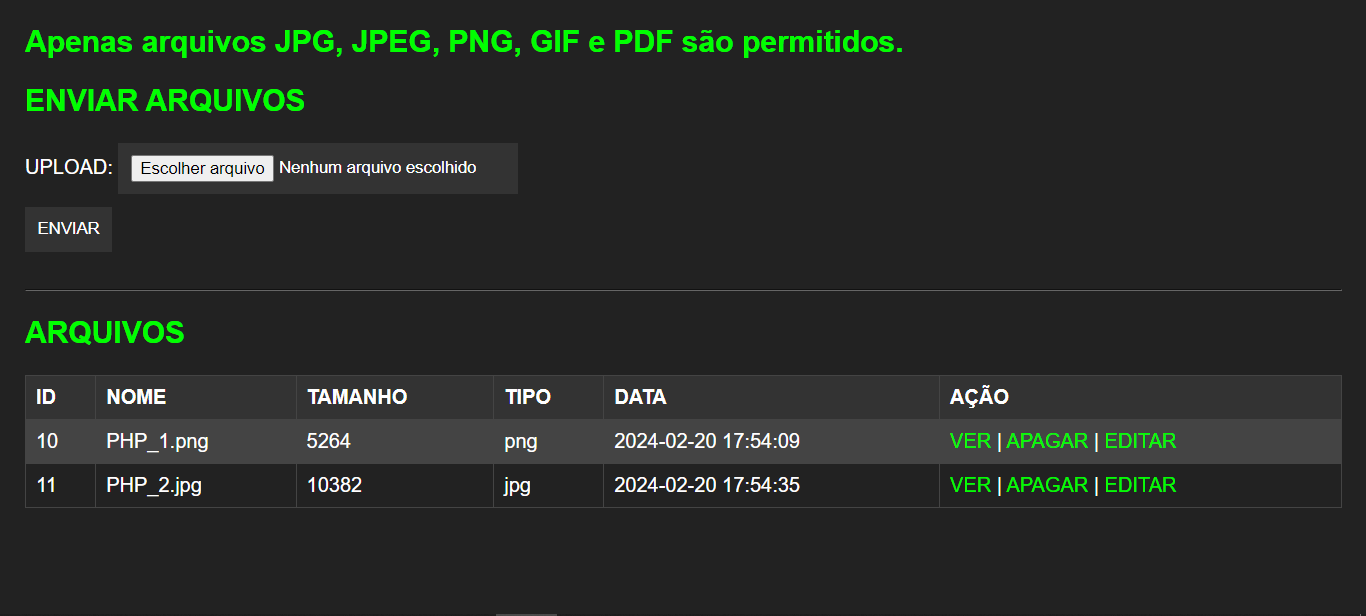 Apenas arquivos JPG, JPEG, PNG, GIF e PDF são permitidos.
ENVIAR ARQUIVOS
UPLOAD: Escolher arquivo Nenhum arquivo escolhido
ENVIAR
ARQUIVOS
ID NOME TAMANHO TIPO DATA AÇÃO
10 PHP_1.png 5264 png 2024-02-20 17:54:09 VER | APAGAR | EDITAR
11 PHP_2.jpg 10382 jpg 2024-02-20 17:54:35 VER | APAGAR | EDITAR